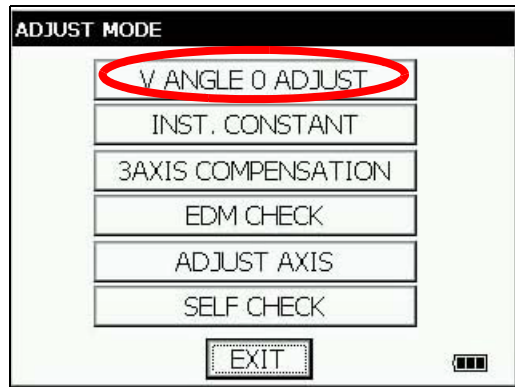 ADJUST MODE
V ANGLE 0 ADJUST
INST. CONSTANT
3AXIS COMPENSATION
EDM CHECK
ADJUST AXIS
SELF CHECK
EXIT